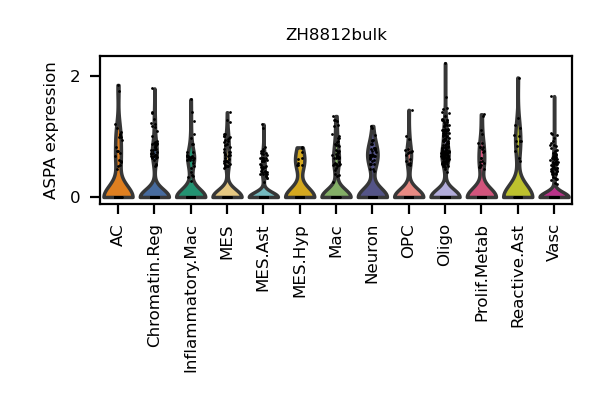 ZH8812bulk
ASPA expression
2
0
AC
Chromatin.Reg
Inflammatory.Mac
MES
MES.Ast
MES.Hyp
Mac
Neuron
OPC
Oligo
Prolif.Metab
Reactive.Ast
Vasc